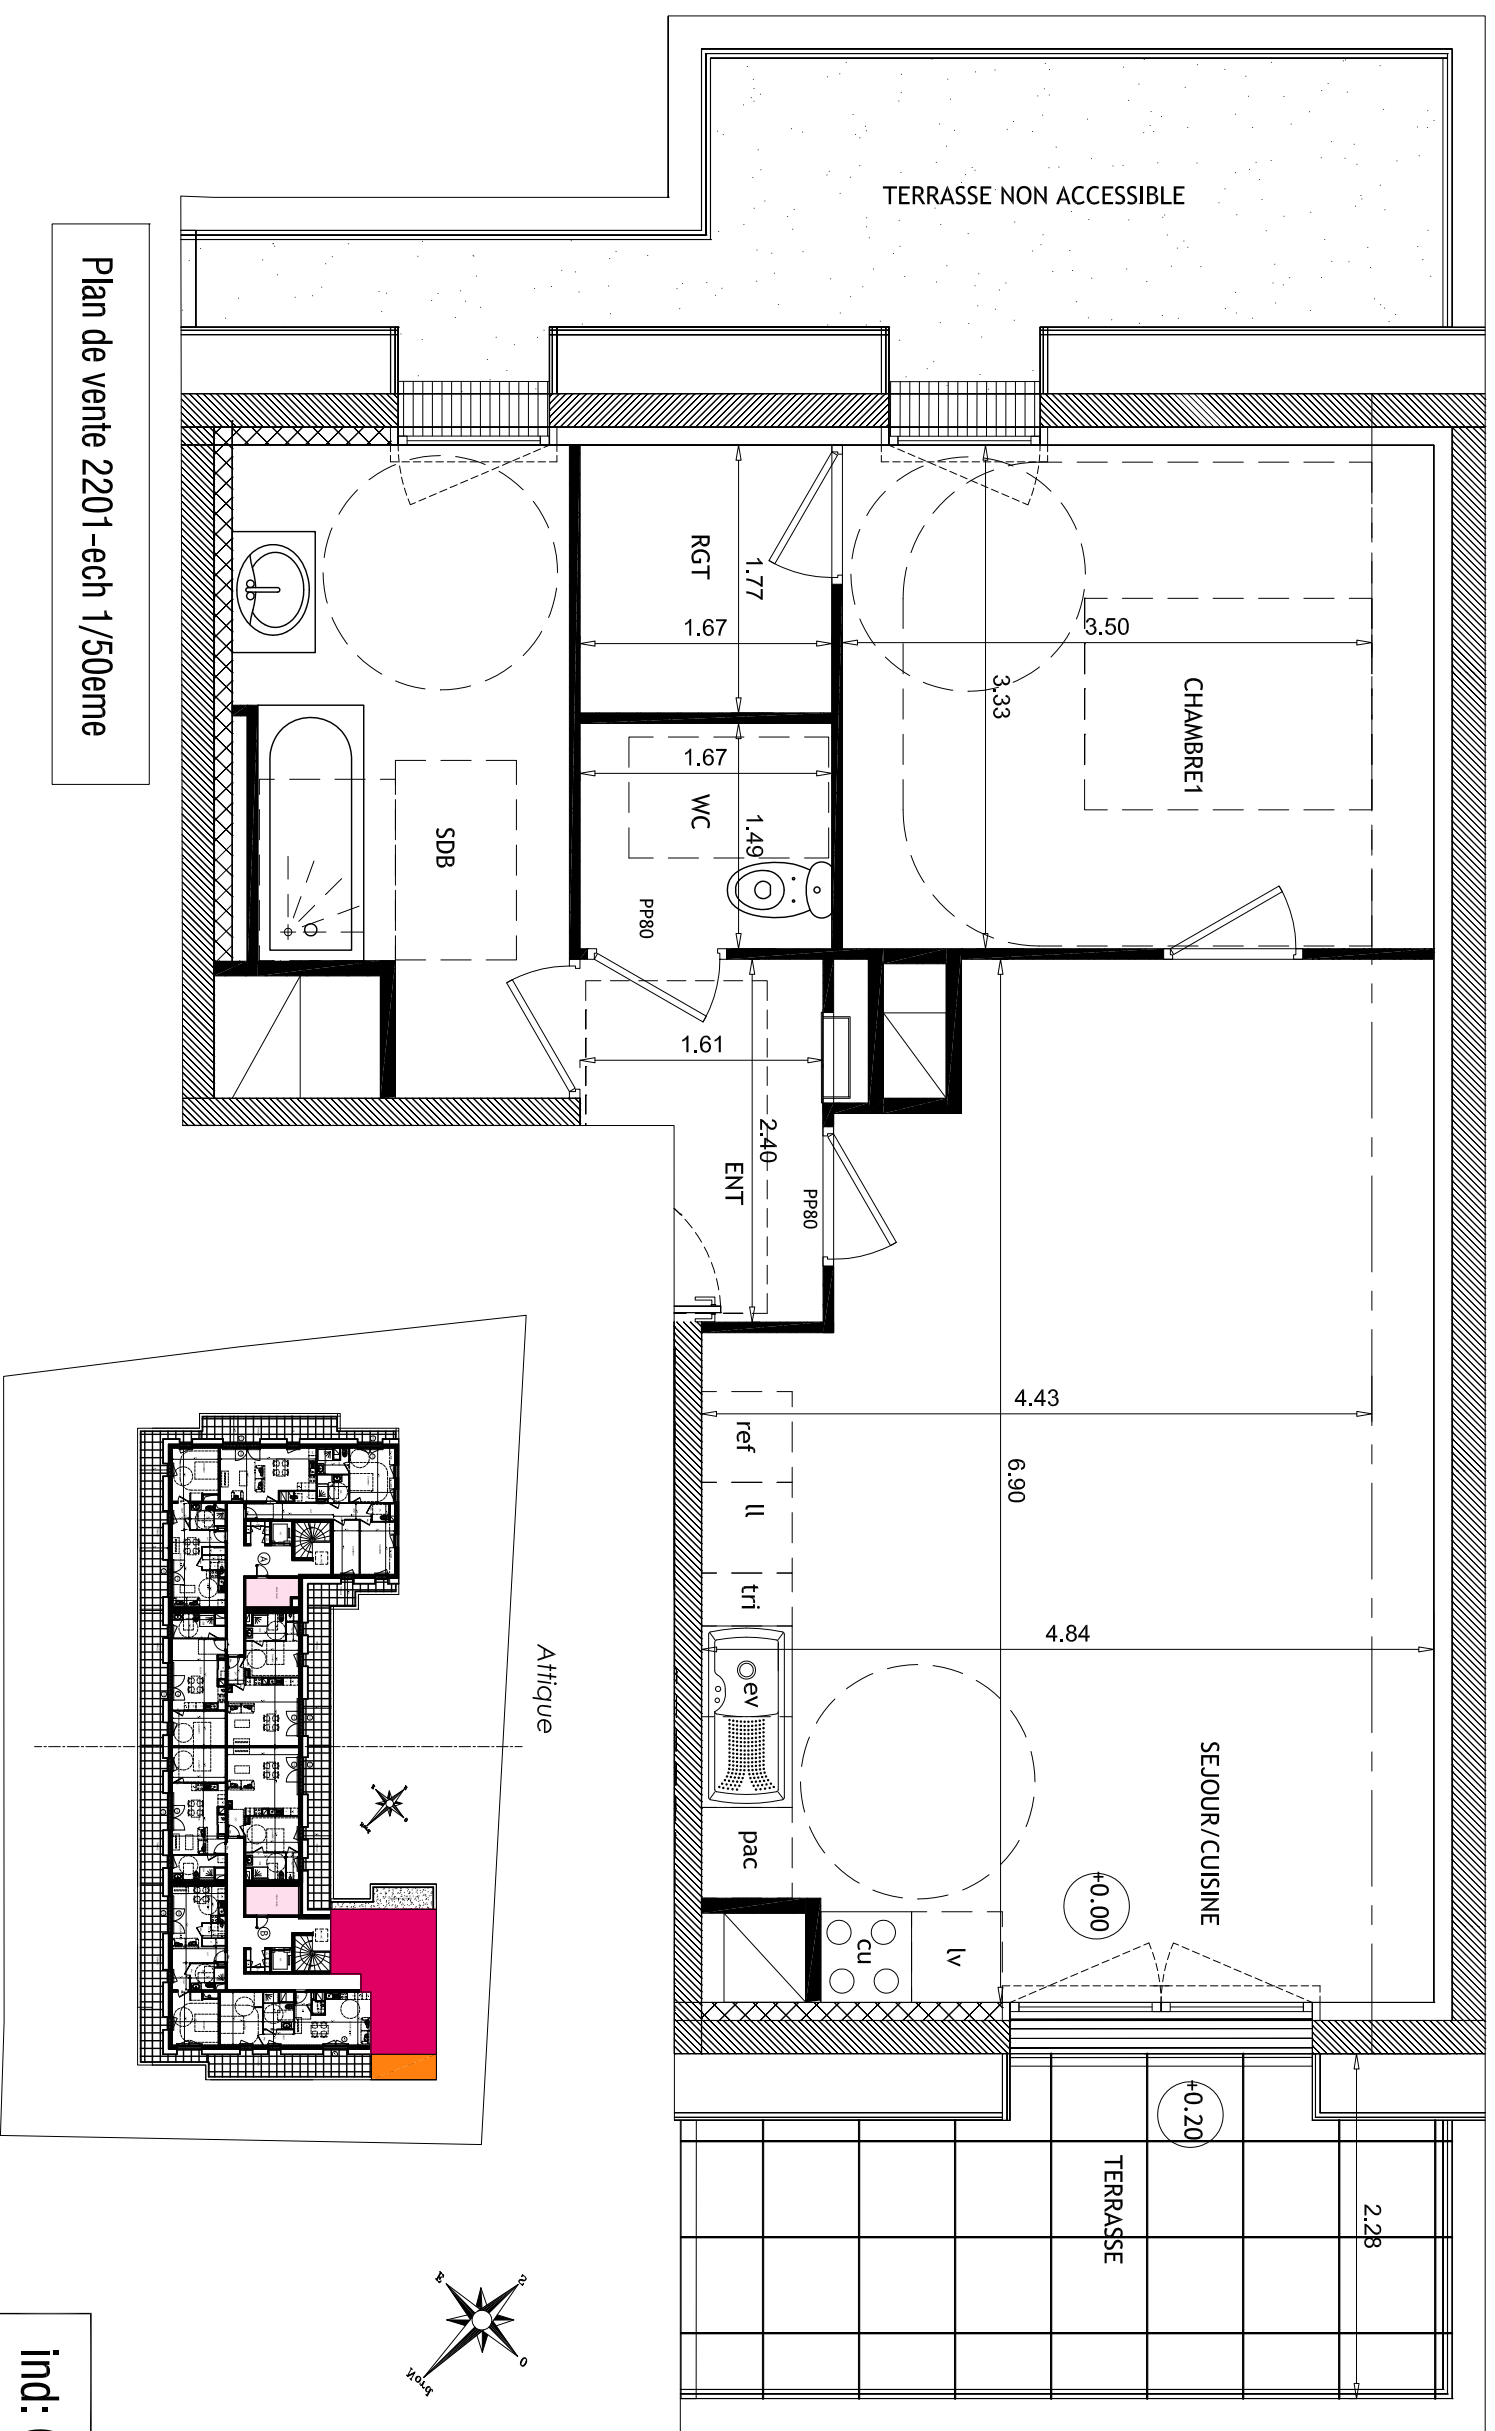 TERRASSE NON ACCESSIBLE
Plan de vente 2201-ech 1/50eme
RGT
1.77
1.67
3.50
3.33
CHAMBRE1
1.67
WC
1.49
PP80
SDB
1.61
2.40
ENT
PP80
4.43
6.90
4.84
ref
ll
tri
ev
pac
cu
lv
SEJOUR/CUISINE
+0.00
+0.20
TERRASSE
2.28
Attique
A
B
S
E
O
Nord
ind: